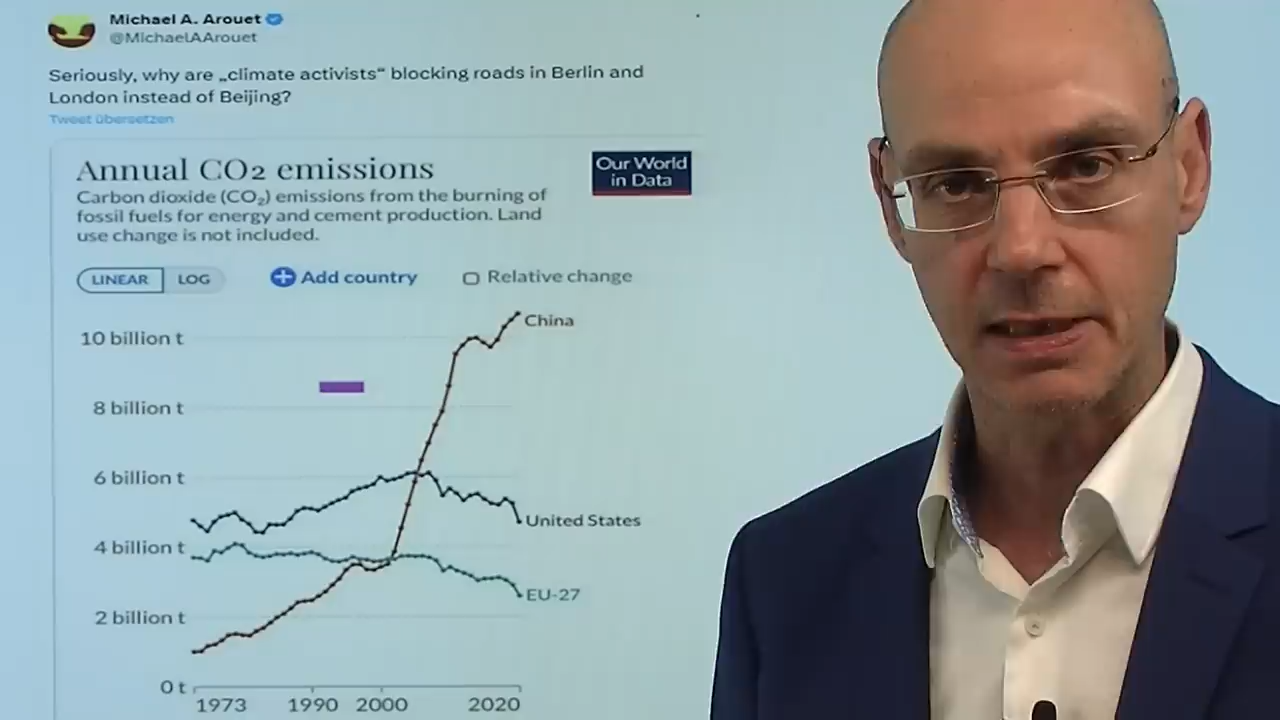 Michael A. Arouet
@MichaelAArouet
Seriously, why are „climate activists“ blocking roads in Berlin and
London instead of Beijing?
Tweet übersetzen
Annual CO2 emissions
Our World
in Data
Carbon dioxide (CO₂) emissions from the burning of
fossil fuels for energy and cement production. Land
use change is not included.
LINEAR LOG
Add country
Relative change
China
10 billion t
8 billion t
6 billion t
United States
4 billion t
EU-27
2 billion t
0 t
1973 1990 2000 2020